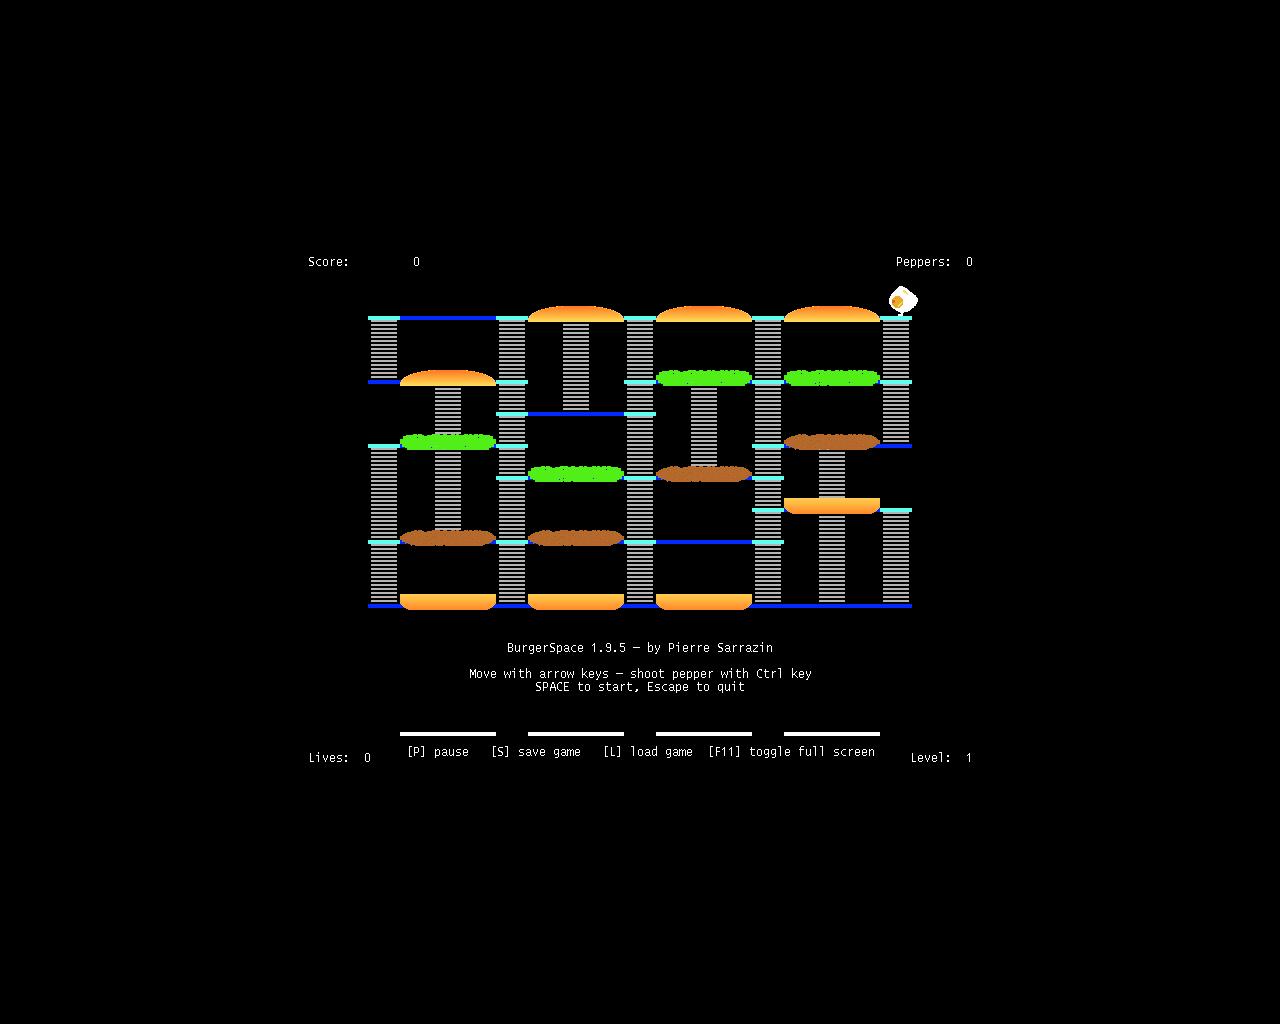 Score: 0
Peppers: 0
BurgerSpace 1.9.5 – by Pierre Sarrazin
Move with arrow keys – shoot pepper with Ctrl key
SPACE to start, Escape to quit
[P] pause [S] save game [L] load game [F11] toggle full screen
Lives: 0
Level: 1